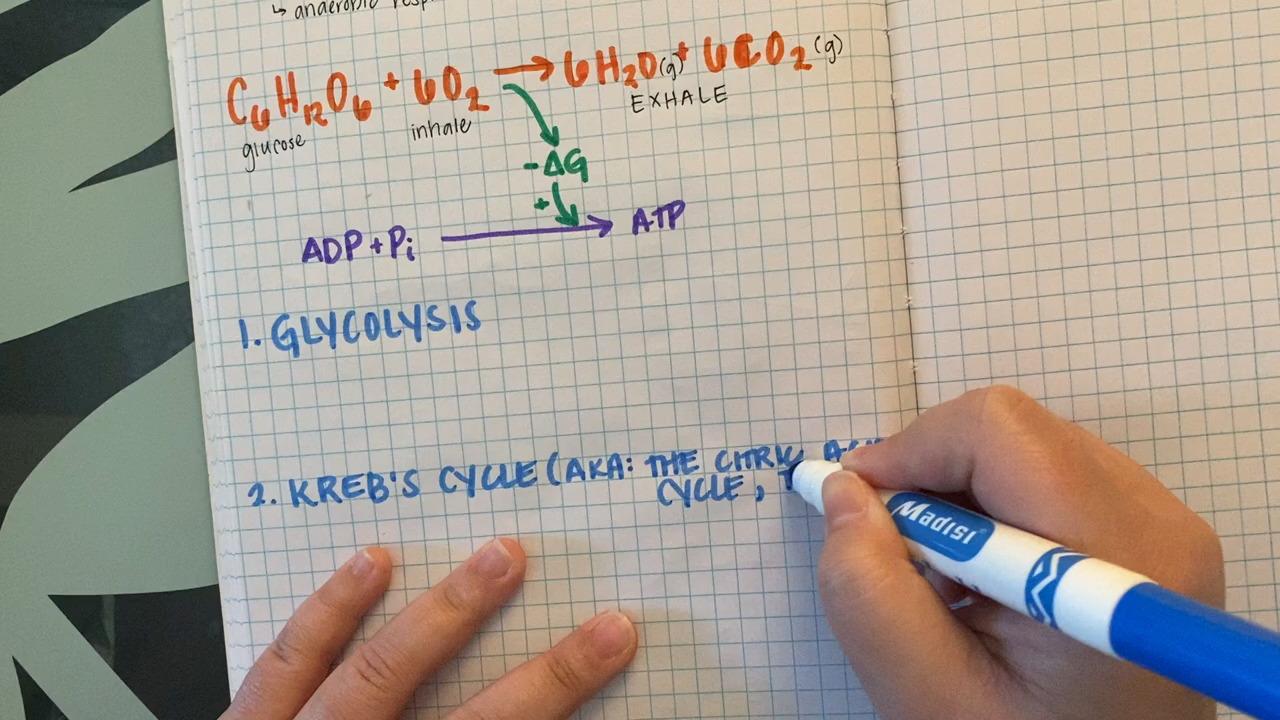 ↳ anaerobic resp
C₆H₁₂O₆ + 6O₂ → 6H₂O(g) + 6CO₂(g)
glucose inhale EXHALE
-ΔG
+
ADP + Pi → ATP
1. GLYCOLYSIS
2. KREB'S CYCLE (AKA: THE CITRIC
CYCLE, T
Madisi